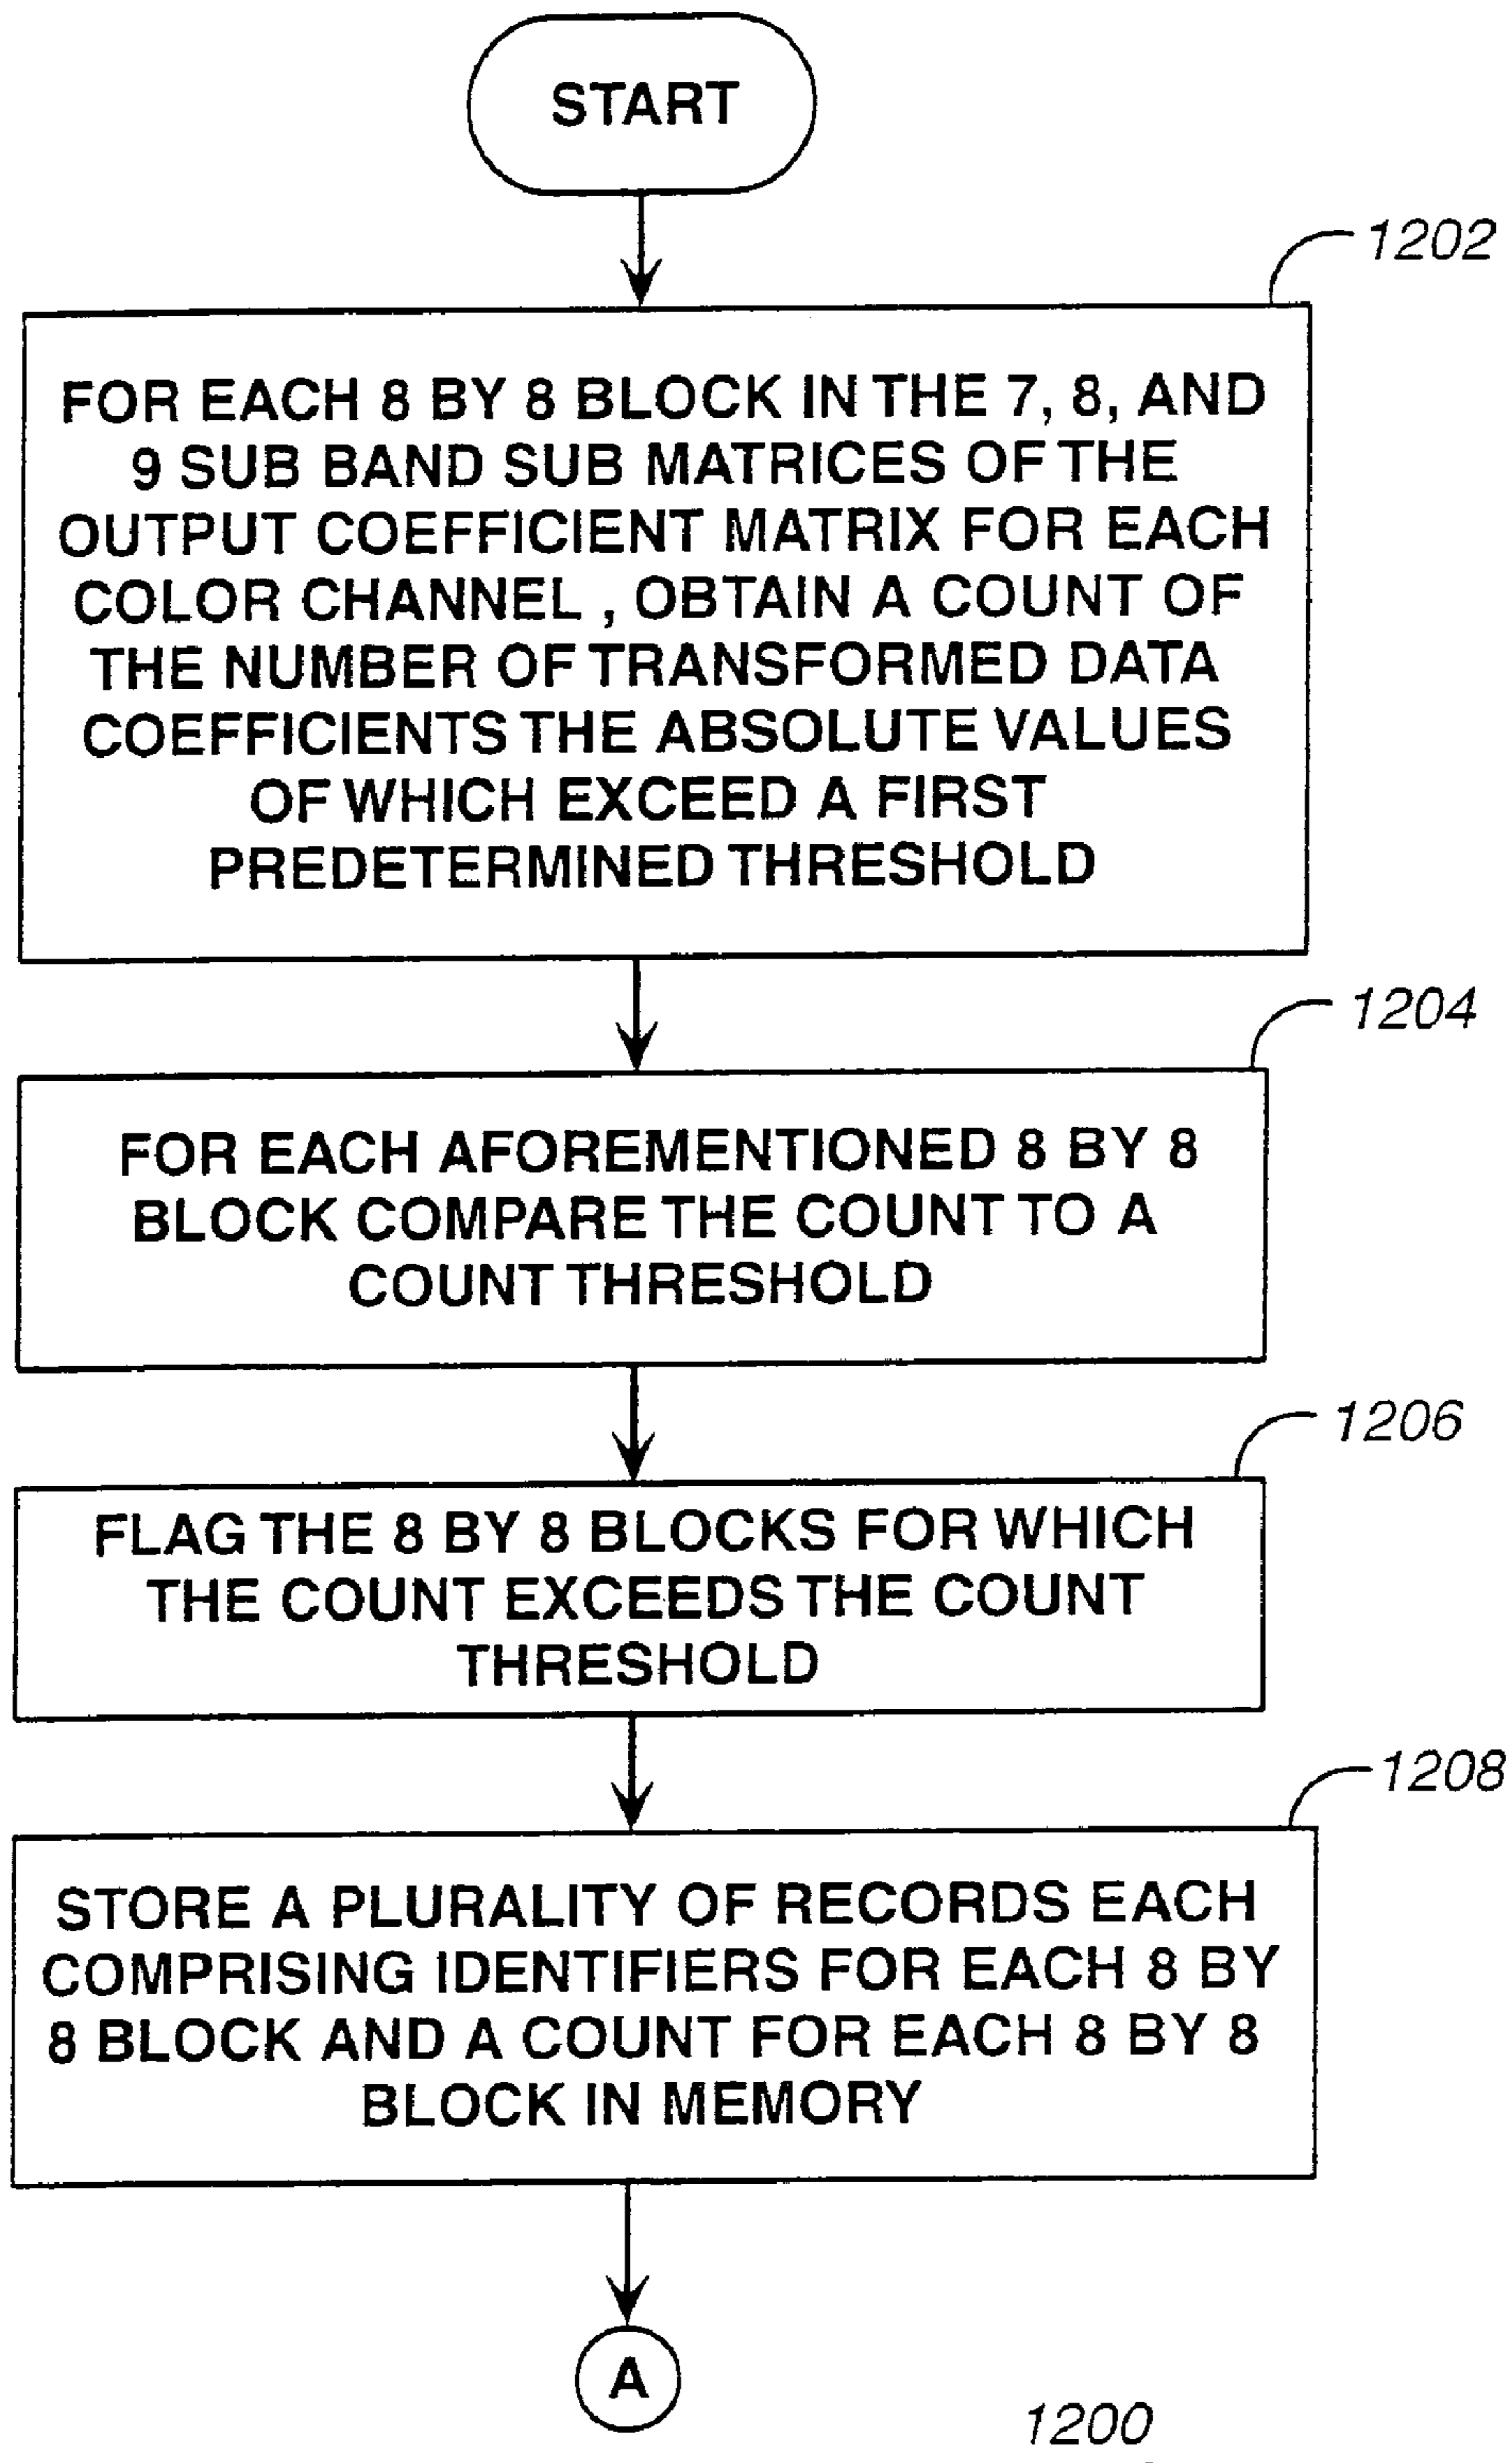 START
1202
FOR EACH 8 BY 8 BLOCK IN THE 7, 8, AND
9 SUB BAND SUB MATRICES OF THE
OUTPUT COEFFICIENT MATRIX FOR EACH
COLOR CHANNEL , OBTAIN A COUNT OF
THE NUMBER OF TRANSFORMED DATA
COEFFICIENTS THE ABSOLUTE VALUES
OF WHICH EXCEED A FIRST
PREDETERMINED THRESHOLD
1204
FOR EACH AFOREMENTIONED 8 BY 8
BLOCK COMPARE THE COUNT TO A
COUNT THRESHOLD
1206
FLAG THE 8 BY 8 BLOCKS FOR WHICH
THE COUNT EXCEEDS THE COUNT
THRESHOLD
1208
STORE A PLURALITY OF RECORDS EACH
COMPRISING IDENTIFIERS FOR EACH 8 BY
8 BLOCK AND A COUNT FOR EACH 8 BY 8
BLOCK IN MEMORY
A
1200